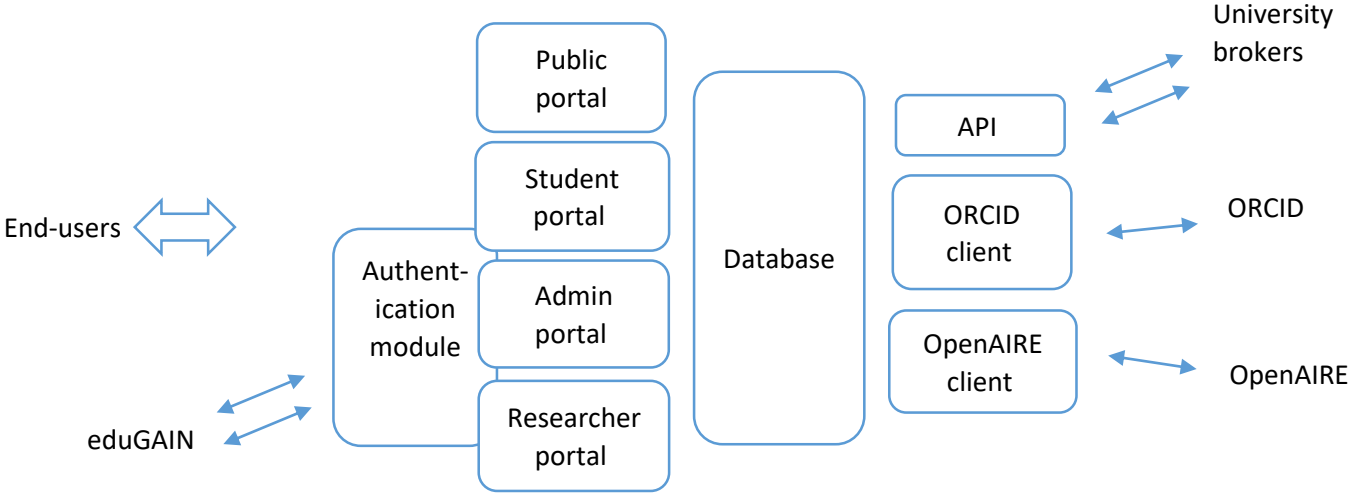 University
brokers
Public
portal
API
Student
portal
ORCID
client
ORCID
End-users
Authent-
ication
module
Admin
portal
Database
OpenAIRE
client
OpenAIRE
Researcher
portal
eduGAIN